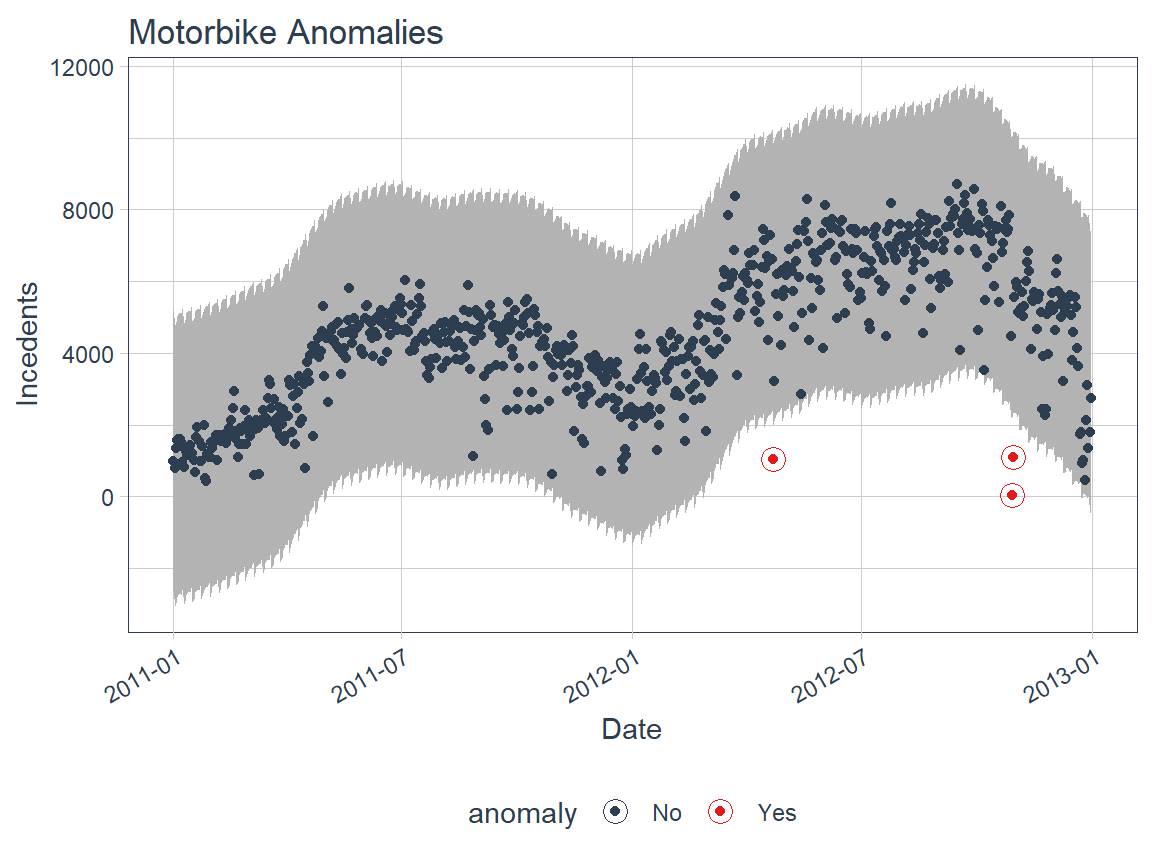 Motorbike Anomalies
12000
8000
4000
0
Incedents
2011-01
2011-07
2012-01
2012-07
2013-01
Date
anomaly No Yes